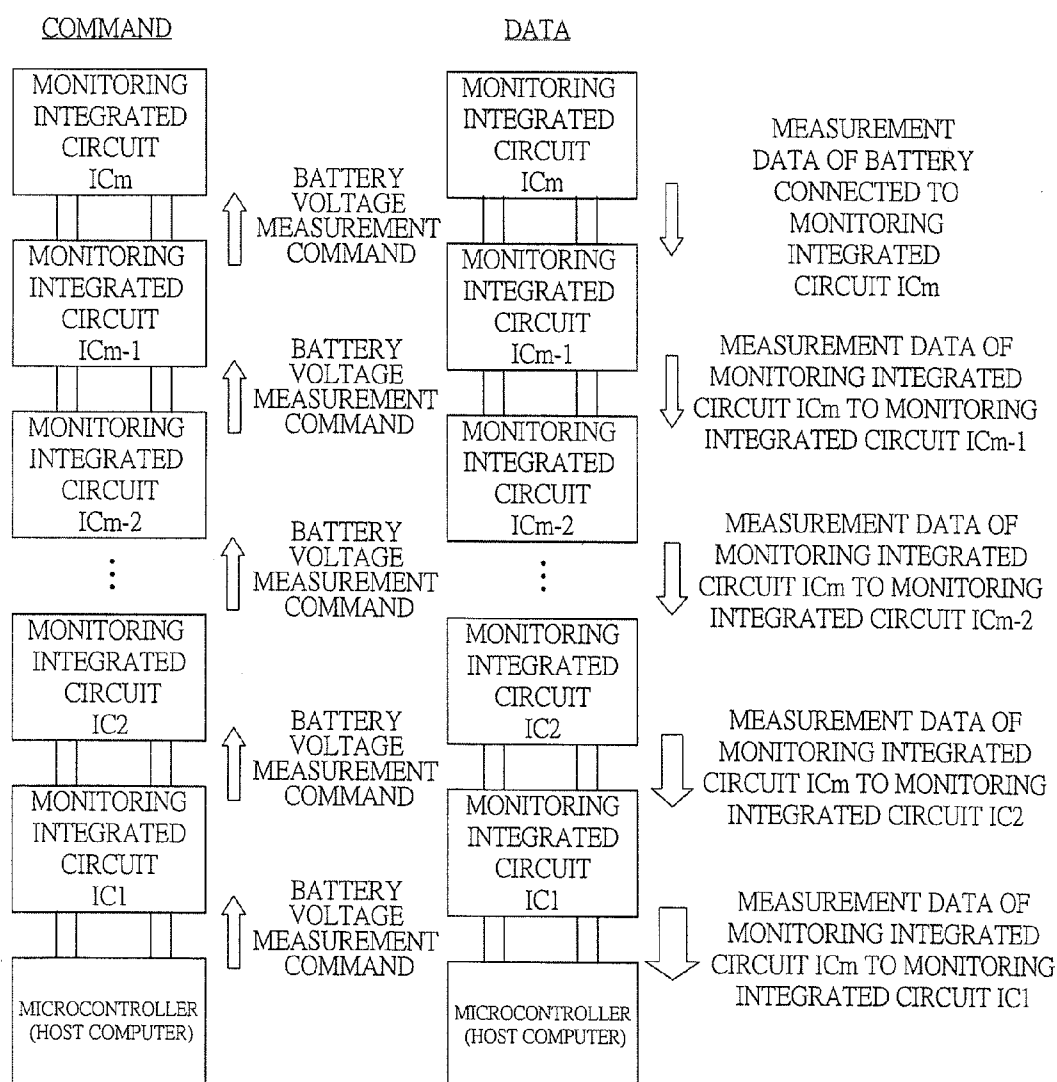 COMMAND
MONITORING
INTEGRATED
CIRCUIT
ICm
BATTERY
VOLTAGE
MEASUREMENT
COMMAND
MONITORING
INTEGRATED
CIRCUIT
ICm-1
BATTERY
VOLTAGE
MEASUREMENT
COMMAND
MONITORING
INTEGRATED
CIRCUIT
ICm-2
BATTERY
VOLTAGE
MEASUREMENT
COMMAND
MONITORING
INTEGRATED
CIRCUIT
IC2
BATTERY
VOLTAGE
MEASUREMENT
COMMAND
MONITORING
INTEGRATED
CIRCUIT
IC1
BATTERY
VOLTAGE
MEASUREMENT
COMMAND
MICROCONTROLLER
(HOST COMPUTER)
DATA
MONITORING
INTEGRATED
CIRCUIT
ICm
MEASUREMENT
DATA OF BATTERY
CONNECTED TO
MONITORING
INTEGRATED
CIRCUIT ICm
MONITORING
INTEGRATED
CIRCUIT
ICm-1
MEASUREMENT DATA OF
MONITORING INTEGRATED
CIRCUIT ICm TO MONITORING
INTEGRATED CIRCUIT ICm-1
MONITORING
INTEGRATED
CIRCUIT
ICm-2
MEASUREMENT DATA OF
MONITORING INTEGRATED
CIRCUIT ICm TO MONITORING
INTEGRATED CIRCUIT ICm-2
MONITORING
INTEGRATED
CIRCUIT
IC2
MEASUREMENT DATA OF
MONITORING INTEGRATED
CIRCUIT ICm TO MONITORING
INTEGRATED CIRCUIT IC2
MONITORING
INTEGRATED
CIRCUIT
IC1
MEASUREMENT DATA OF
MONITORING INTEGRATED
CIRCUIT ICm TO MONITORING
INTEGRATED CIRCUIT IC1
MICROCONTROLLER
(HOST COMPUTER)